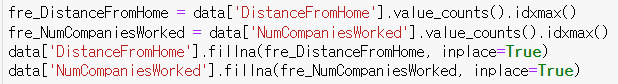 fre_DistanceFromHome = data['DistanceFromHome'].value_counts().idxmax()
fre_NumCompaniesWorked = data['NumCompaniesWorked'].value_counts().idxmax()
data['DistanceFromHome'].fillna(fre_DistanceFromHome, inplace=True)
data['NumCompaniesWorked'].fillna(fre_NumCompaniesWorked, inplace=True)